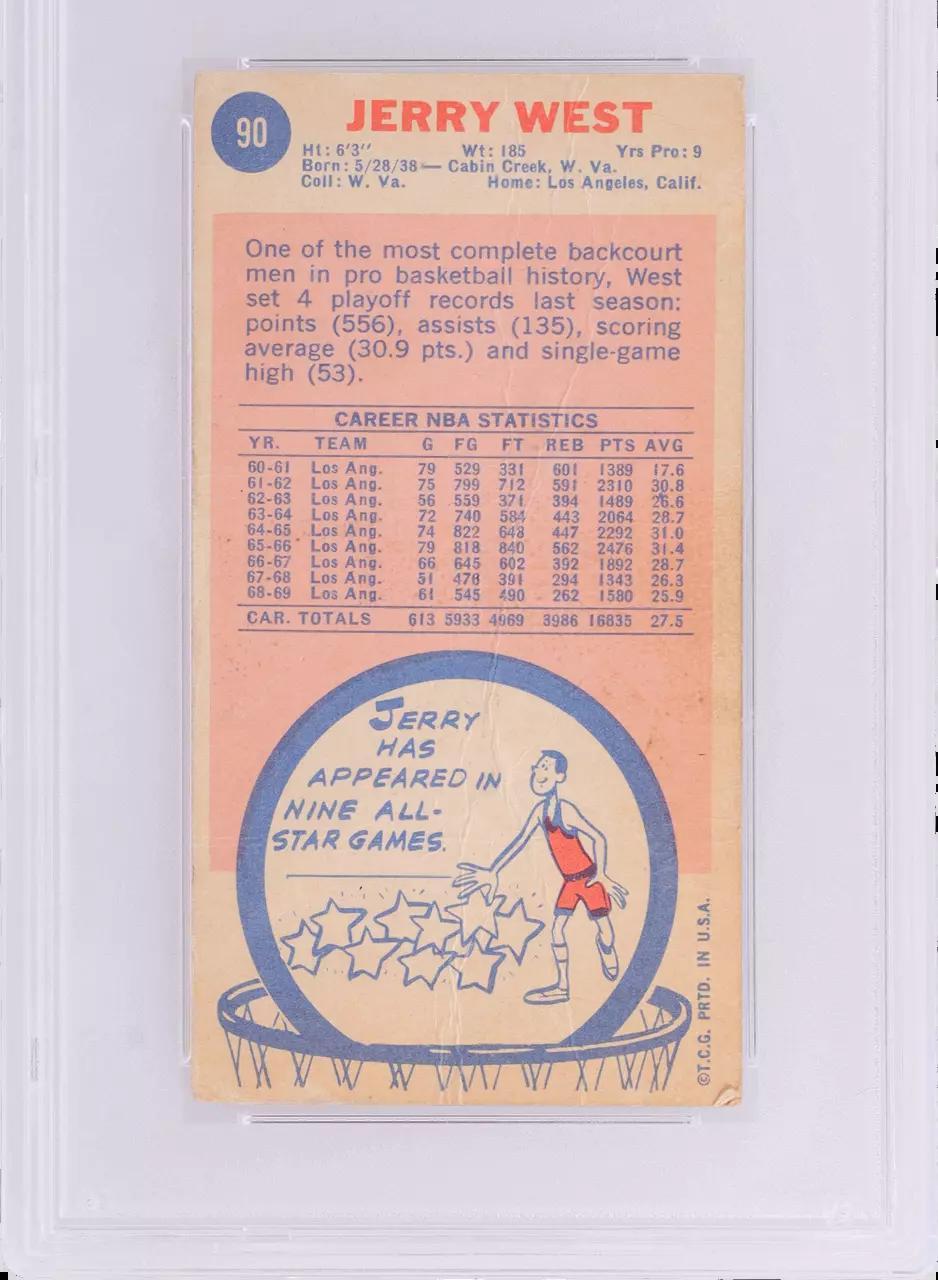 90
JERRY WEST
Ht: 6'3" Wt: 185 Yrs Pro: 9
Born: 5/28/38 — Cabin Creek, W. Va.
Coll: W. Va. Home: Los Angeles, Calif.
One of the most complete backcourt
men in pro basketball history, West
set 4 playoff records last season:
points (556), assists (135), scoring
average (30.9 pts.) and single-game
high (53).
CAREER NBA STATISTICS
YR. TEAM G FG FT REB PTS AVG
60-61 Los Ang. 79 529 331 601 1389 17.6
61-62 Los Ang. 75 799 712 591 2310 30.8
62-63 Los Ang. 56 559 371 394 1489 26.6
63-64 Los Ang. 72 740 584 443 2064 28.7
64-65 Los Ang. 74 822 648 447 2292 31.0
65-66 Los Ang. 79 818 840 562 2476 31.4
66-67 Los Ang. 66 645 602 392 1892 28.7
67-68 Los Ang. 51 476 391 294 1343 26.3
68-69 Los Ang. 61 545 490 262 1580 25.9
CAR. TOTALS 613 5933 4969 3986 16835 27.5
JERRY
HAS
APPEARED IN
NINE ALL-
STAR GAMES.
©T.C.G. PRTD. IN U.S.A.